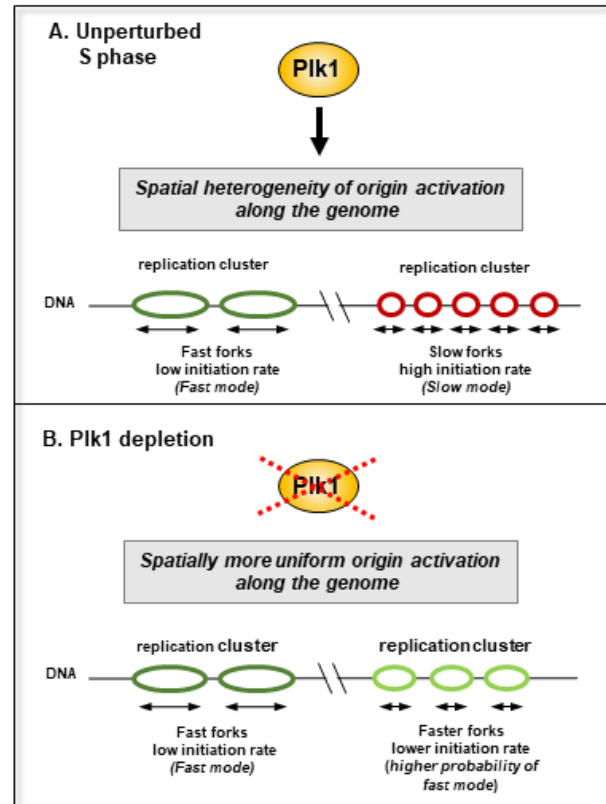 A. Unperturbed
S phase
Plk1
Spatial heterogeneity of origin activation
along the genome
replication cluster
replication cluster
DNA
Fast forks
low initiation rate
(Fast mode)
Slow forks
high initiation rate
(Slow mode)
B. Plk1 depletion
Plk1
Spatially more uniform origin activation
along the genome
replication cluster
replication cluster
DNA
Fast forks
low initiation rate
(Fast mode)
Faster forks
lower initiation rate
(higher probability of
fast mode)